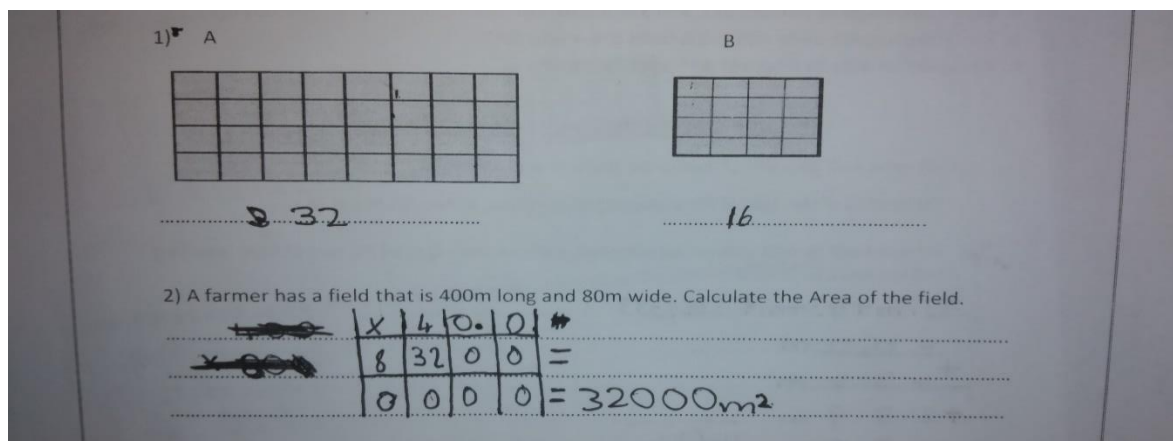 1) A B
32 16
2) A farmer has a field that is 400m long and 80m wide. Calculate the Area of the field.
x 4 0. 0
8 32 0 0 =
0 0 0 0 = 32000m²